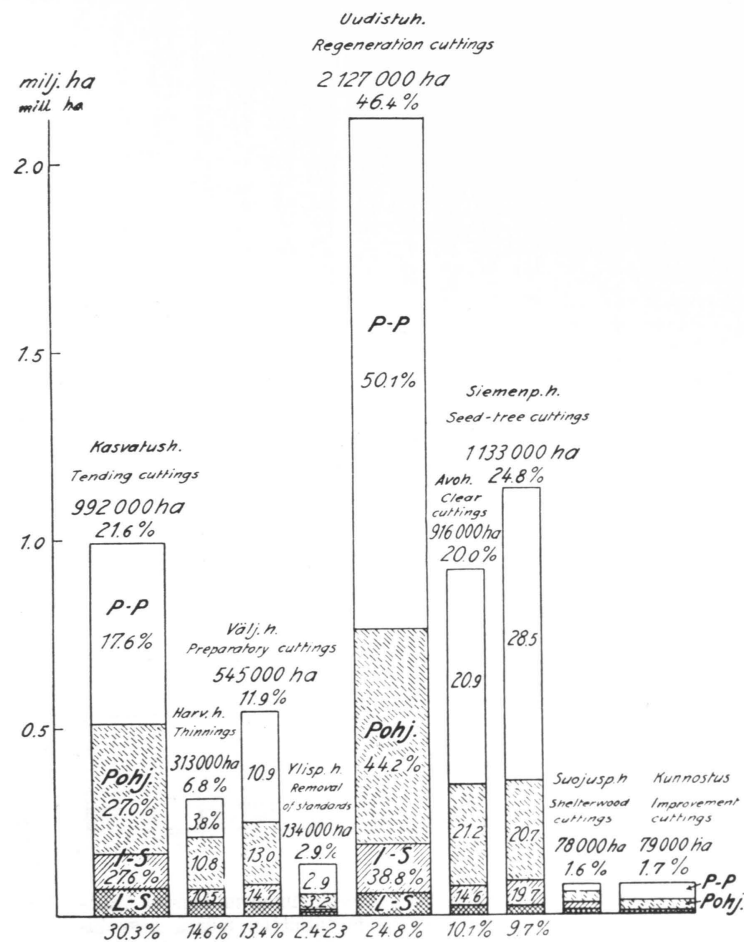 Uudistuh.
Regeneration cuttings
2 127 000 ha
46.4 %
milj. ha
mill ha
2.0
1.5
1.0
0.5
P-P
50.1%
Pohj.
44.2%
I-S
38.8%
L-S
24.8%
Kasvatush.
Tending cuttings
992 000 ha
21.6 %
P-P
17.6%
Pohj.
27.0%
I-S
27.6%
L-S
30.3%
Harv. h.
Thinnings
313000 ha
6.8 %
3.8%
10.8
10.5
14.6%
Välj. h.
Preparatory cuttings
545 000 ha
11.9 %
10.9
13.0
14.7
13.4%
Ylisp. h.
Removal
of standards
134 000 ha
2.9 %
2.9
3.2
2.4-2.3
Avoh.
Clear
cuttings
916 000 ha
20.0 %
20.9
21.2
14.6
10.1%
Siemenp. h.
Seed-tree cuttings
1 133 000 ha
24.8 %
28.5
20.7
19.7
9.7%
Suojusp. h
Shelterwood
cuttings
78 000 ha
1.6 %
Kunnostus
Improvement
cuttings
79 000 ha
1.7 %
P-P
Pohj.